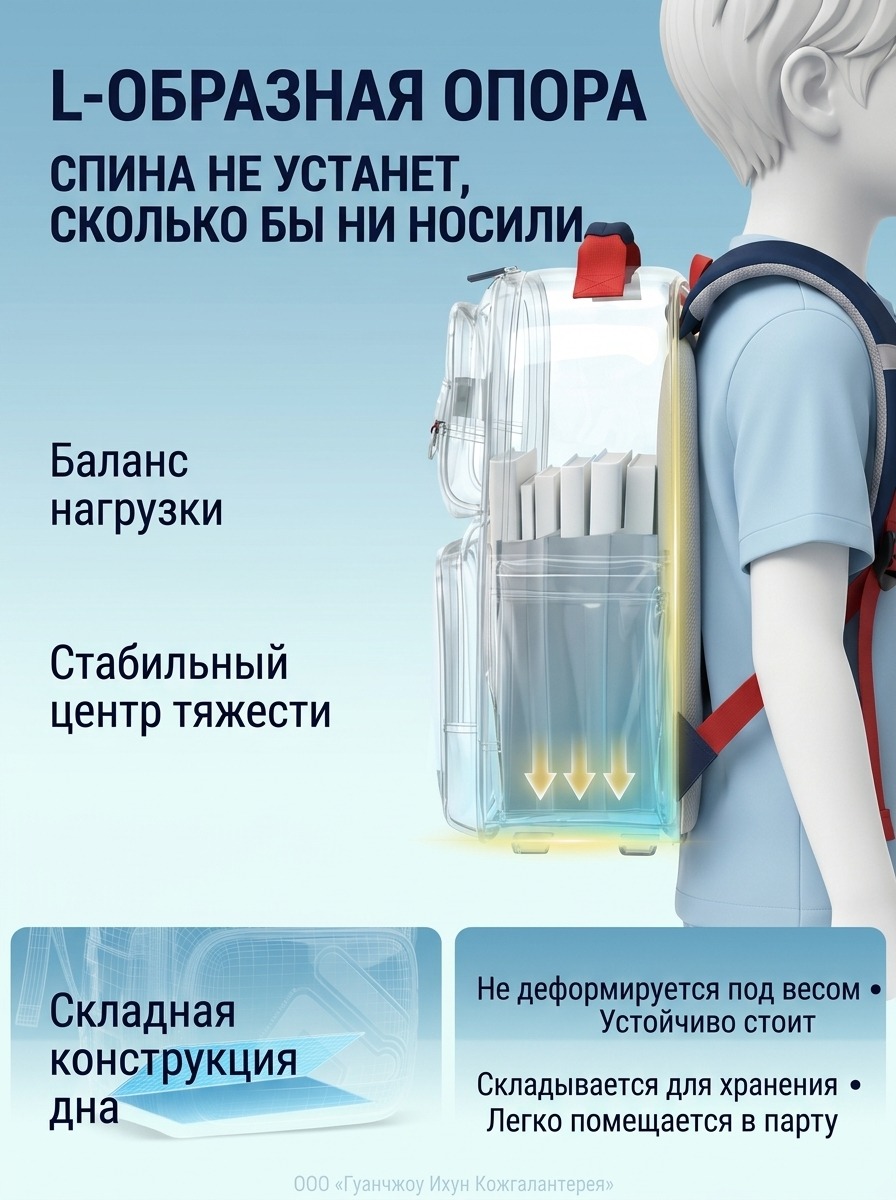 L-ОБРАЗНАЯ ОПОРА
СПИНА НЕ УСТАНЕТ,
СКОЛЬКО БЫ НИ НОСИЛИ
Баланс
нагрузки
Стабильный
центр тяжести
Складная
конструкция
дна
Не деформируется под весом •
Устойчиво стоит
Складывается для хранения •
Легко помещается в парту
ООО «Гуанчжоу Ихун Кожгалантерея»